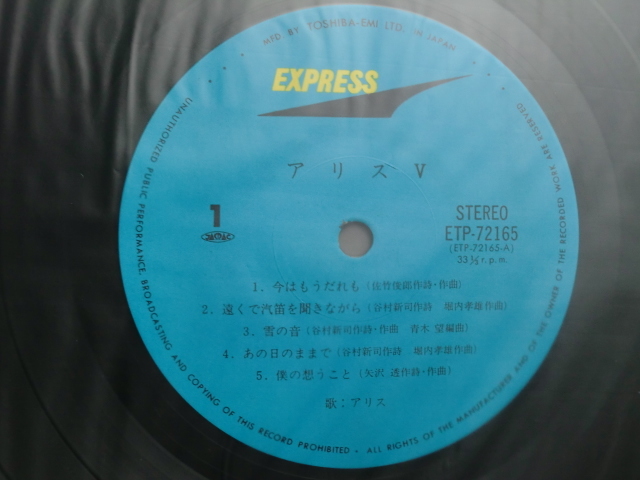 MFD. BY TOSHIBA-EMI LTD. IN JAPAN
EXPRESS
アリス V
1
STEREO
ETP-72165
(ETP-72165-A)
33⅓ r.p.m.
1. 今はもうだれも (佐竹俊郎作詩・作曲)
2. 遠くで汽笛を聞きながら (谷村新司作詩 堀内孝雄作曲)
3. 雪の音 (谷村新司作詩・作曲 青木 望編曲)
4. あの日のままで (谷村新司作詩 堀内孝雄作曲)
5. 僕の想うこと (矢沢 透作詩・作曲)
歌：アリス
UNAUTHORIZED PUBLIC PERFORMANCE, BROADCASTING AND COPYING OF THIS RECORD PROHIBITED • ALL RIGHTS OF THE MANUFACTURER AND OF THE OWNER OF THE RECORDED WORK ARE RESERVED